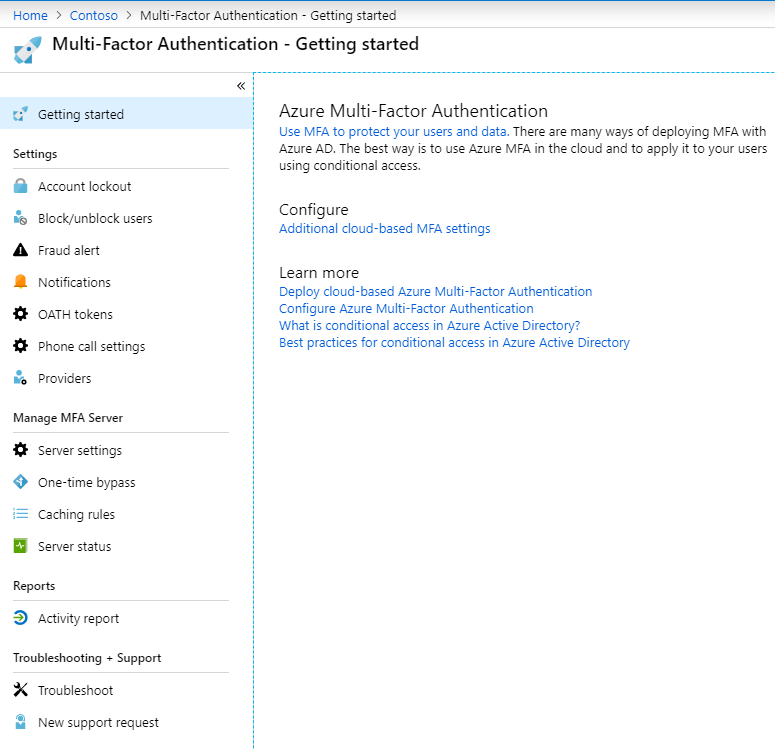 Home > Contoso > Multi-Factor Authentication - Getting started
Multi-Factor Authentication - Getting started
«
Getting started
Settings
Account lockout
Block/unblock users
Fraud alert
Notifications
OATH tokens
Phone call settings
Providers
Manage MFA Server
Server settings
One-time bypass
Caching rules
Server status
Reports
Activity report
Troubleshooting + Support
Troubleshoot
New support request
Azure Multi-Factor Authentication
Use MFA to protect your users and data. There are many ways of deploying MFA with
Azure AD. The best way is to use Azure MFA in the cloud and to apply it to your users
using conditional access.
Configure
Additional cloud-based MFA settings
Learn more
Deploy cloud-based Azure Multi-Factor Authentication
Configure Azure Multi-Factor Authentication
What is conditional access in Azure Active Directory?
Best practices for conditional access in Azure Active Directory